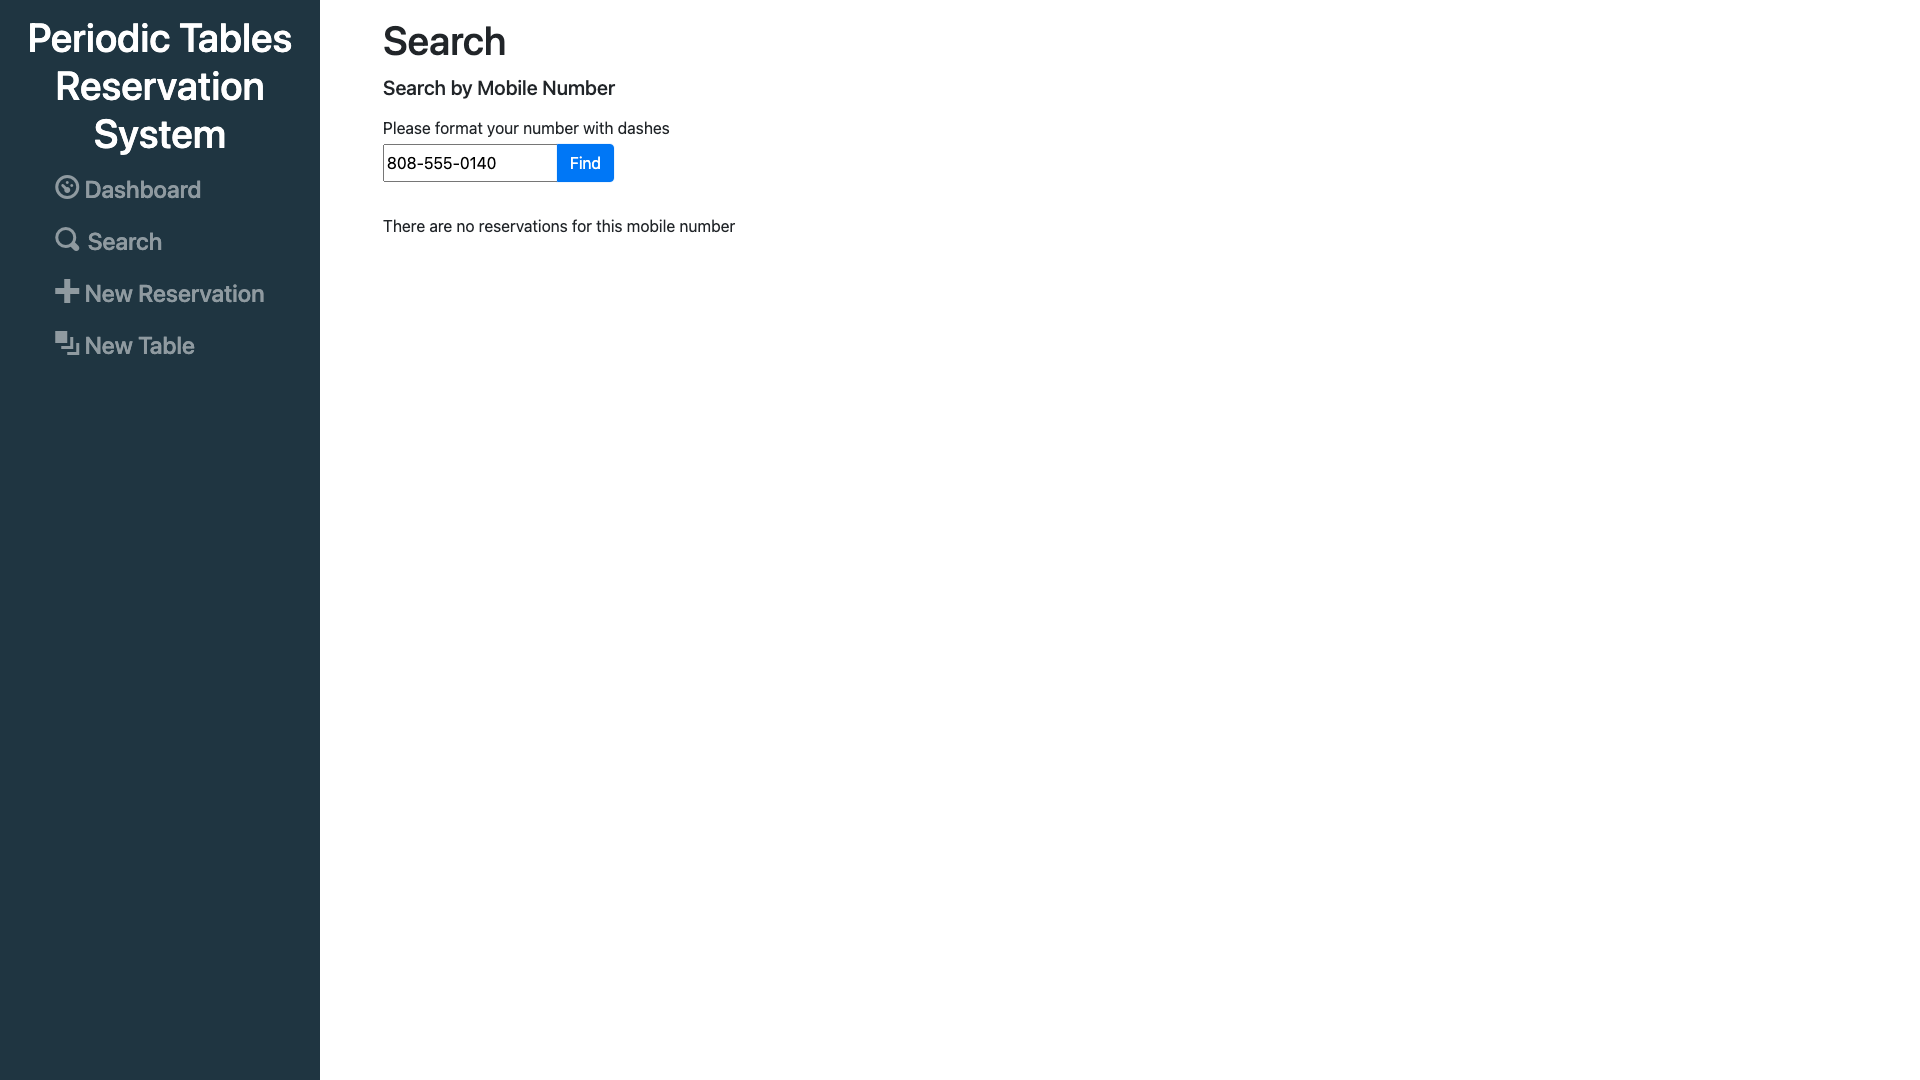 Periodic Tables
Reservation
System
Dashboard
Search
New Reservation
New Table
Search
Search by Mobile Number
Please format your number with dashes
808-555-0140
Find
There are no reservations for this mobile number